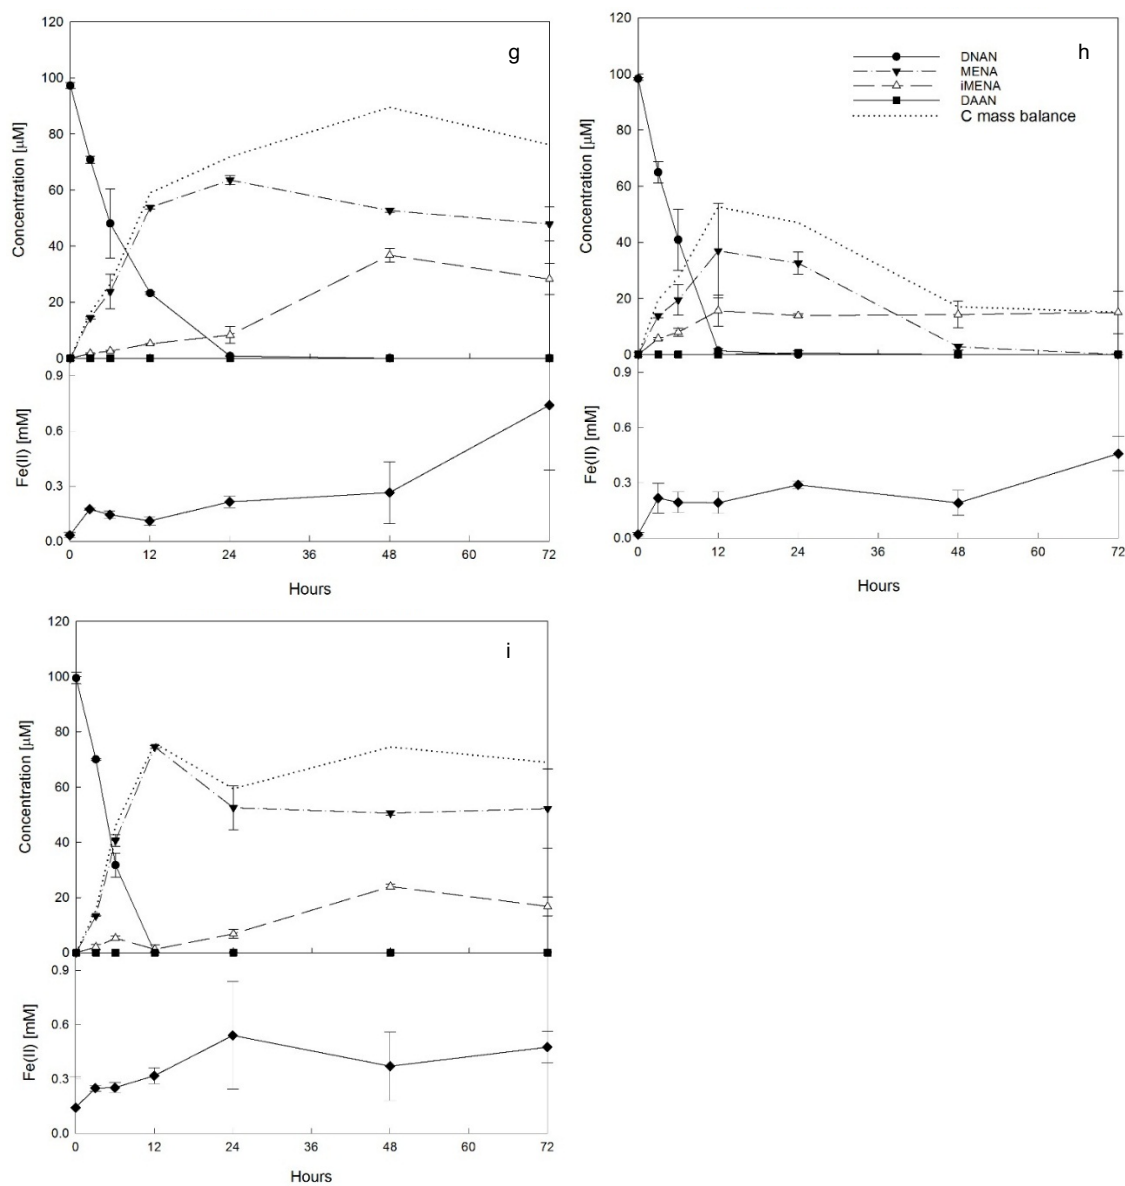 g
120
100
80
60
40
20
0
Concentration [µM]
0.9
0.6
0.3
0.0
Fe(II) [mM]
0 12 24 36 48 60 72
Hours
h
DNAN
MENA
iMENA
DAAN
C mass balance
120
100
80
60
40
20
0
Concentration [µM]
0.9
0.6
0.3
0.0
Fe(II) [mM]
0 12 24 36 48 60 72
Hours
i
120
100
80
60
40
20
0
Concentration [µM]
0.9
0.6
0.3
0.0
Fe(II) [mM]
0 12 24 36 48 60 72
Hours